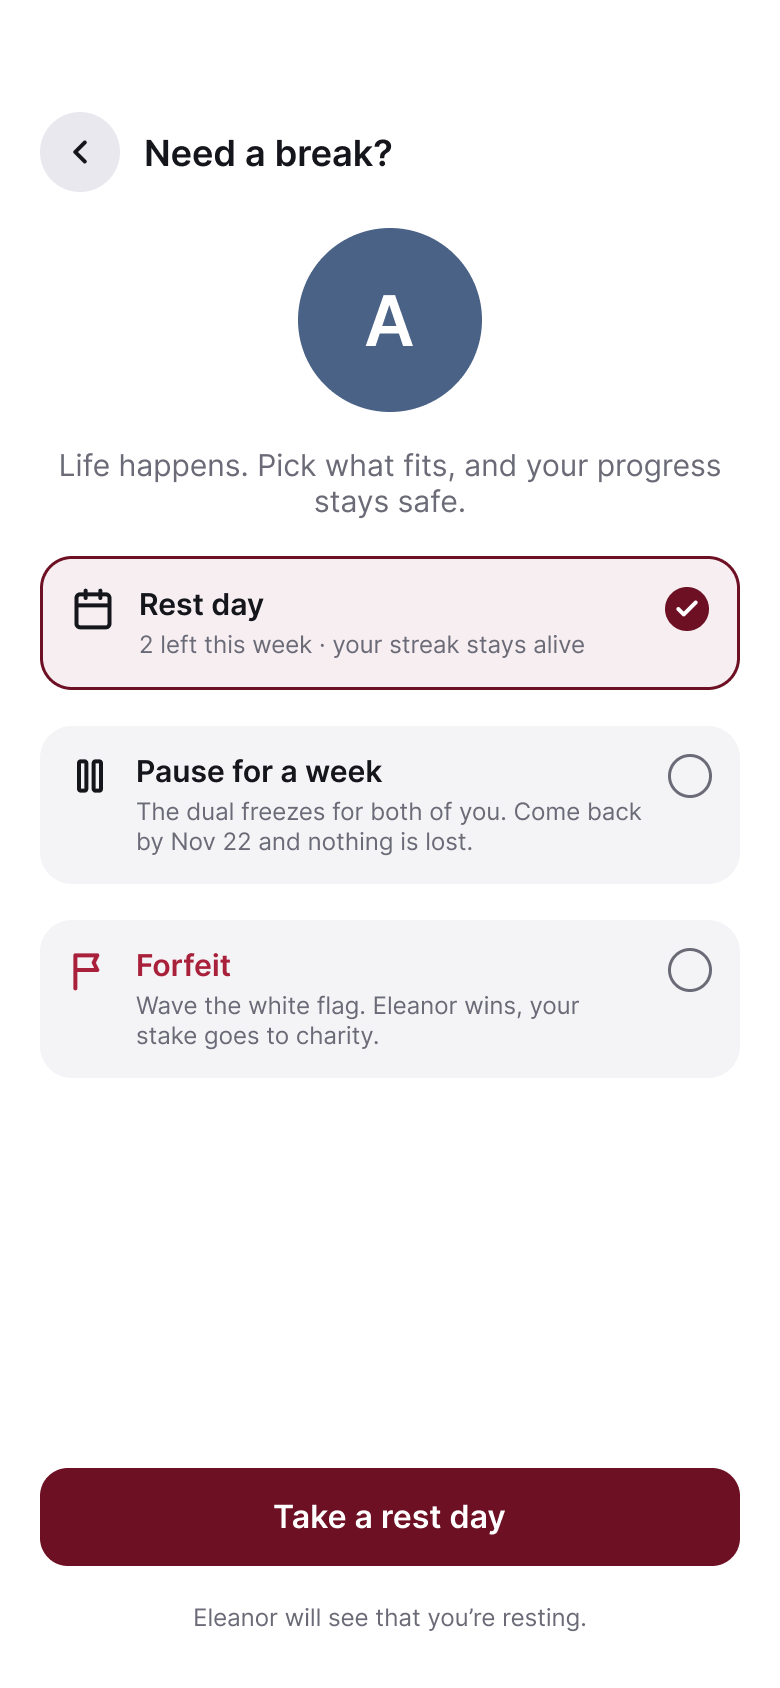 Need a break?
A
Life happens. Pick what fits, and your progress
stays safe.
Rest day
2 left this week · your streak stays alive
Pause for a week
The dual freezes for both of you. Come back
by Nov 22 and nothing is lost.
Forfeit
Wave the white flag. Eleanor wins, your
stake goes to charity.
Take a rest day
Eleanor will see that you’re resting.